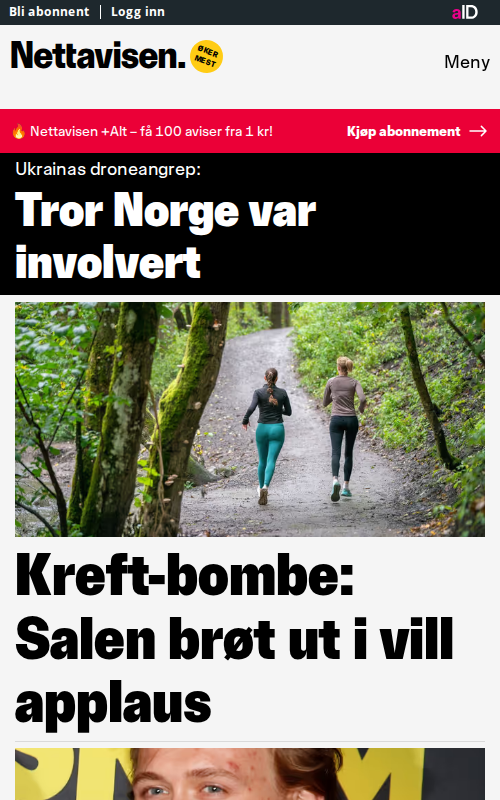 Bli abonnent
Logg inn
aID
Nettavisen.
ØKER
MEST
Meny
Nettavisen +Alt – få 100 aviser fra 1 kr!
Kjøp abonnement
Ukrainas droneangrep:
Tror Norge var
involvert
Kreft-bombe:
Salen brøt ut i vill
applaus